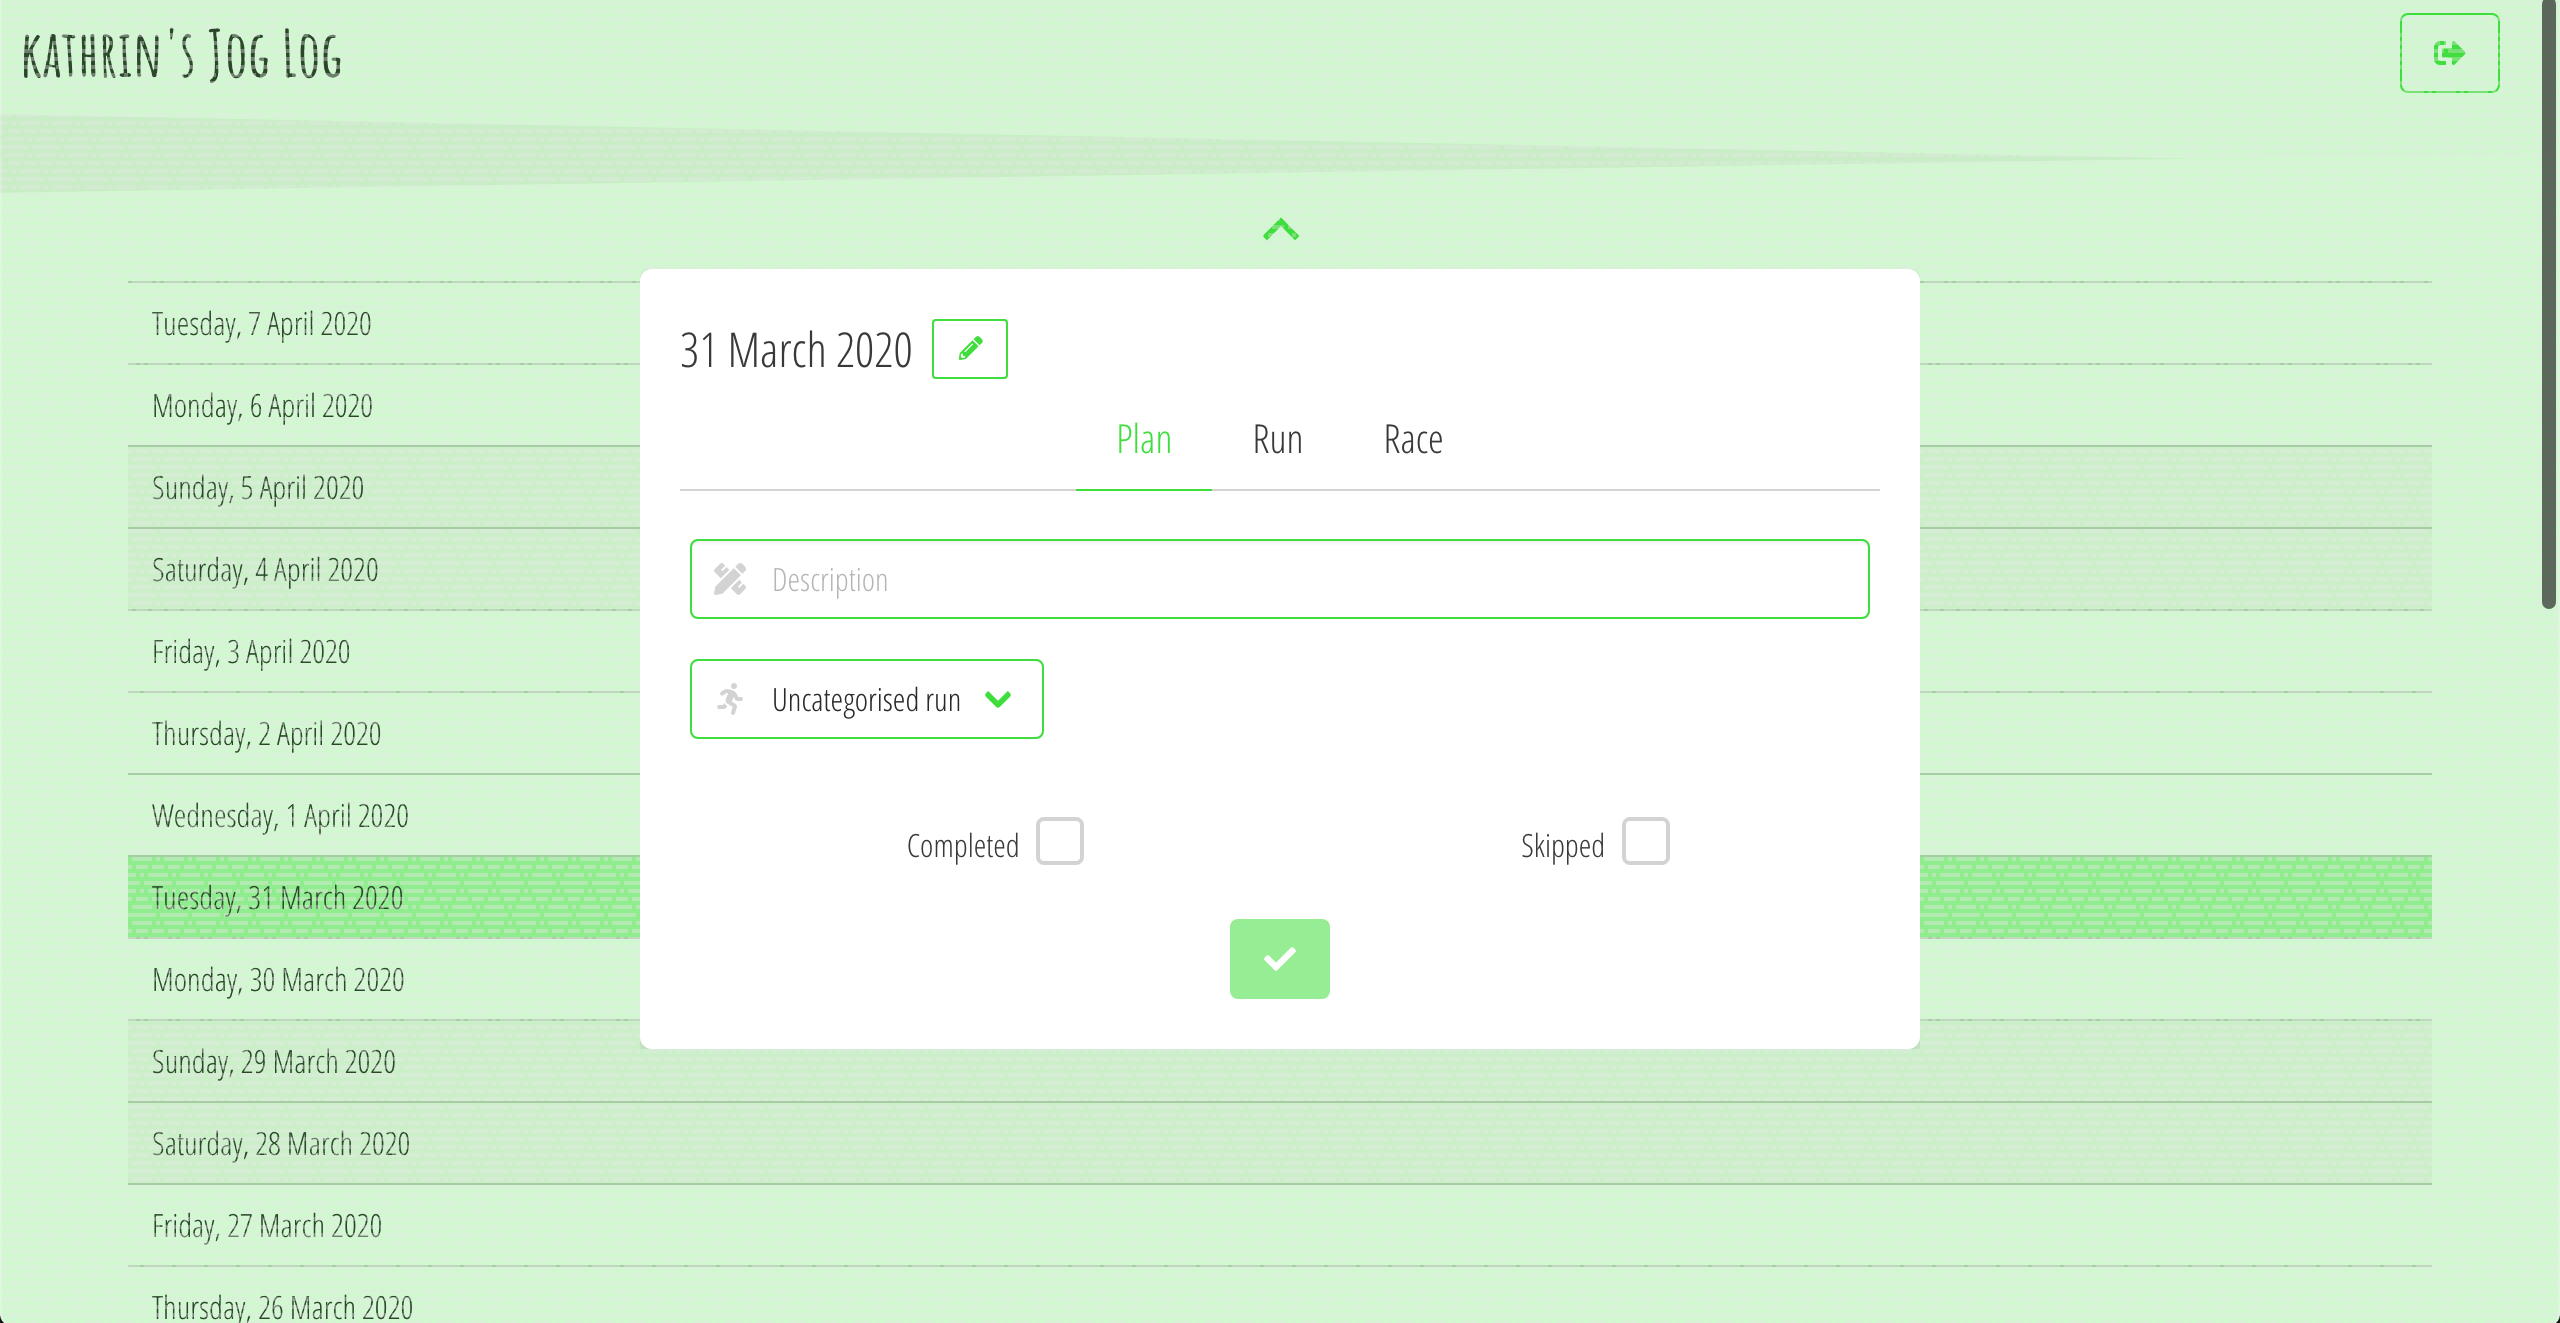 KATHRIN'S JOG LOG
31 March 2020
Plan Run Race
Description
Uncategorised run
Completed Skipped
Tuesday, 7 April 2020
Monday, 6 April 2020
Sunday, 5 April 2020
Saturday, 4 April 2020
Friday, 3 April 2020
Thursday, 2 April 2020
Wednesday, 1 April 2020
Tuesday, 31 March 2020
Monday, 30 March 2020
Sunday, 29 March 2020
Saturday, 28 March 2020
Friday, 27 March 2020
Thursday, 26 March 2020